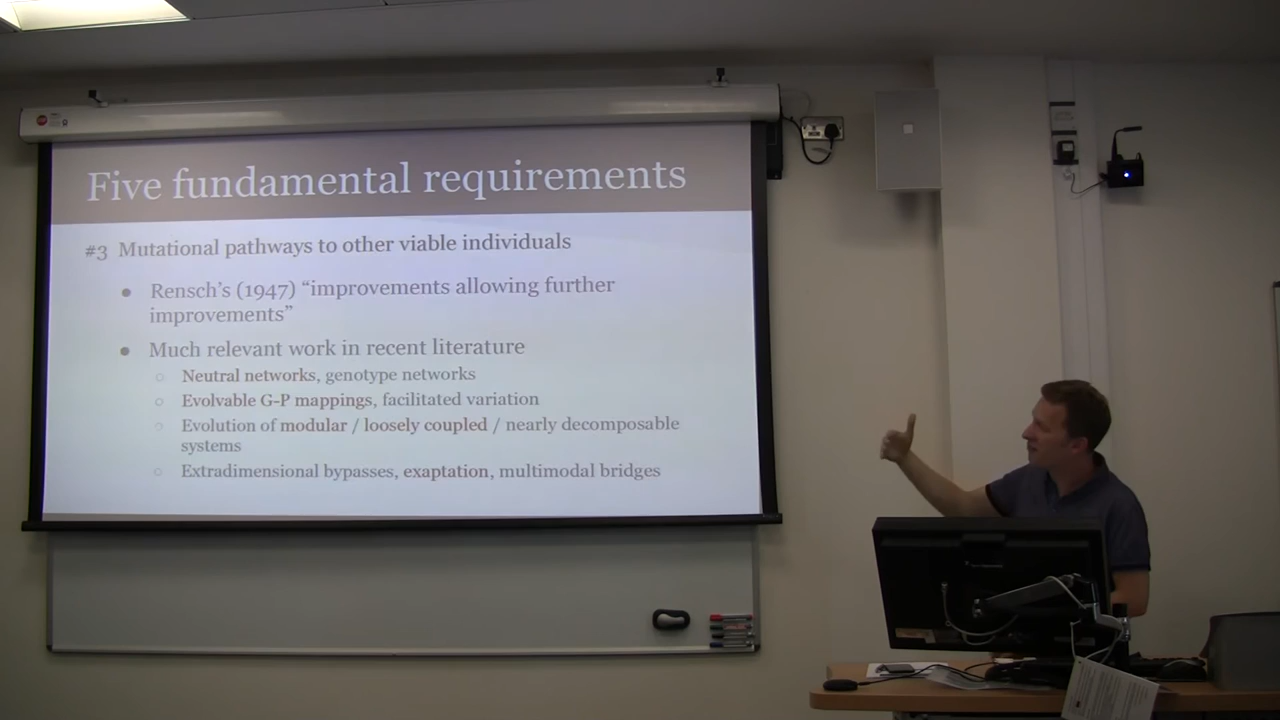 Five fundamental requirements
#3 Mutational pathways to other viable individuals
● Rensch's (1947) “improvements allowing further
improvements”
● Much relevant work in recent literature
○ Neutral networks, genotype networks
○ Evolvable G-P mappings, facilitated variation
○ Evolution of modular / loosely coupled / nearly decomposable
systems
○ Extradimensional bypasses, exaptation, multimodal bridges